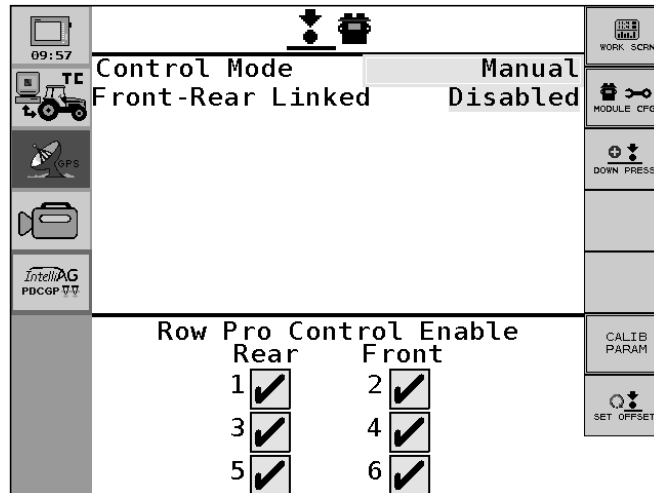 09:57
TC
GPS
IntelliAG
PDCGP
Control Mode Manual
Front-Rear Linked Disabled
Row Pro Control Enable
Rear Front
1 2
3 4
5 6
WORK SCRN
MODULE CFG
DOWN PRESS
CALIB
PARAM
SET OFFSET